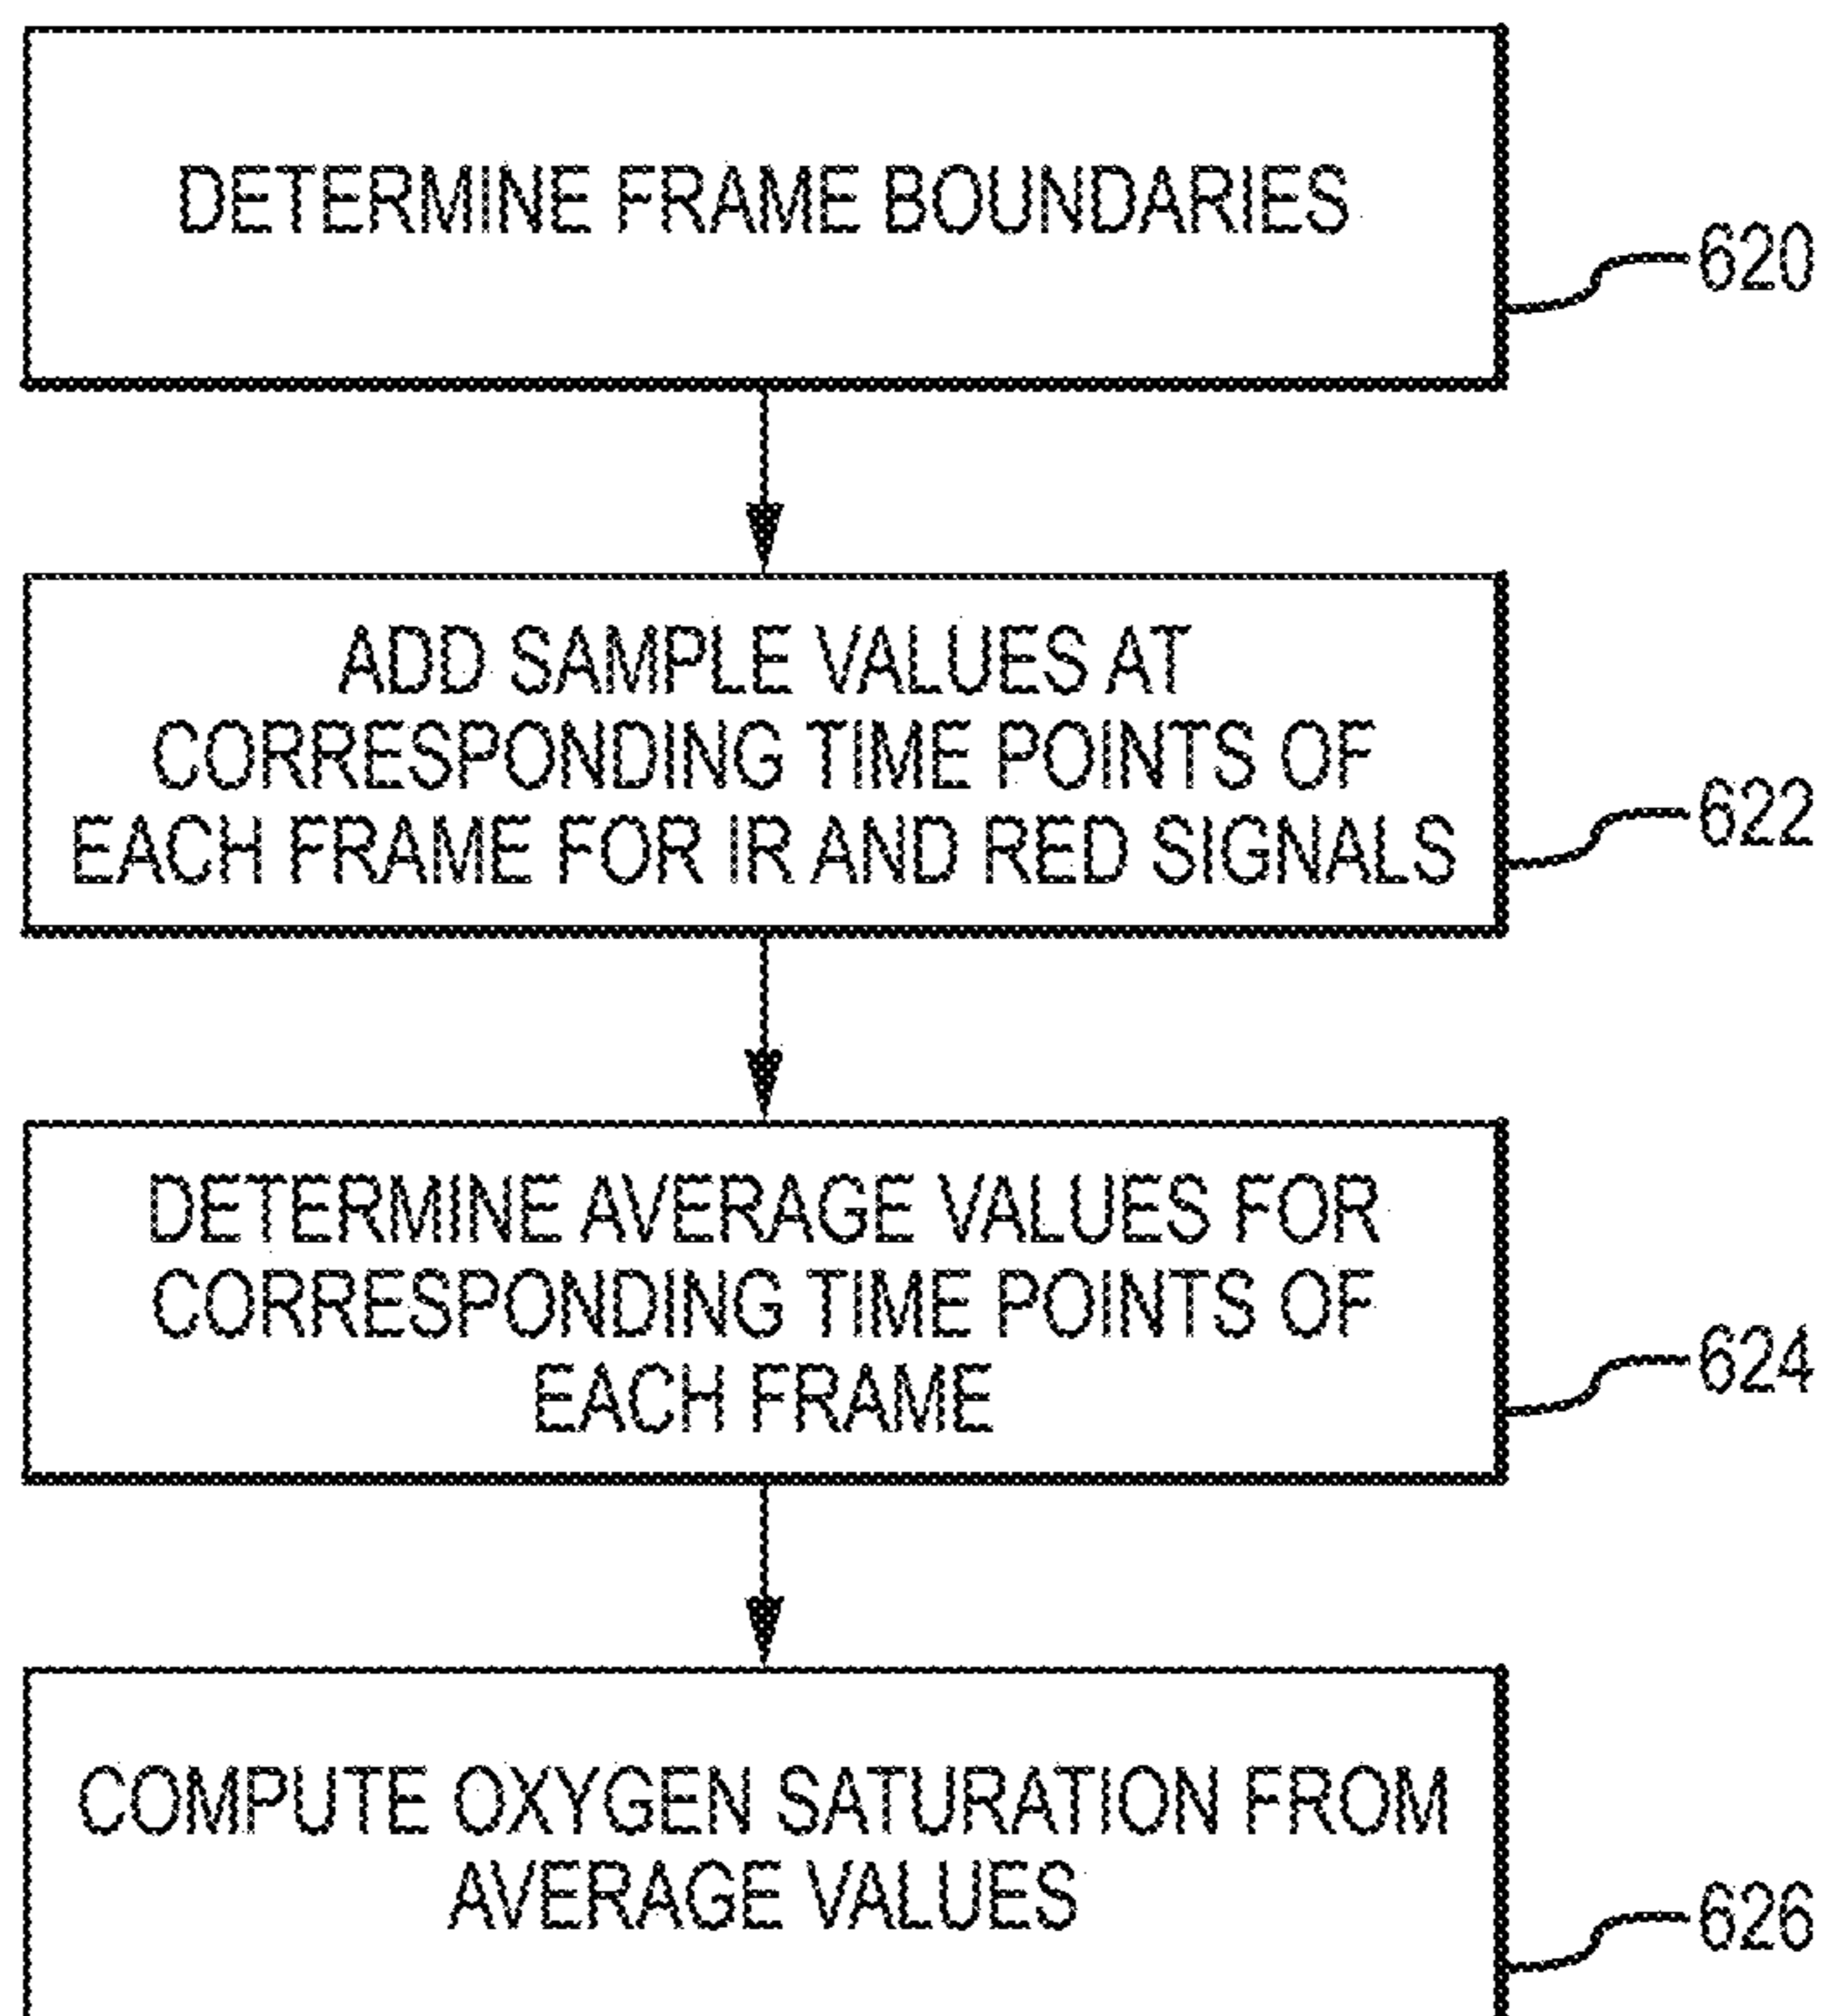 DETERMINE FRAME BOUNDARIES
620
ADD SAMPLE VALUES AT
CORRESPONDING TIME POINTS OF
EACH FRAME FOR IR AND RED SIGNALS
622
DETERMINE AVERAGE VALUES FOR
CORRESPONDING TIME POINTS OF
EACH FRAME
624
COMPUTE OXYGEN SATURATION FROM
AVERAGE VALUES
626